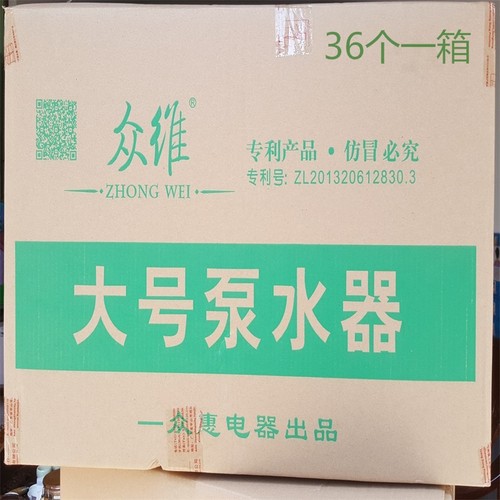 36个一箱
众维®
ZHONG WEI
专利产品·仿冒必究
专利号: ZL201320612830.3
大号泵水器
一众惠电器出品